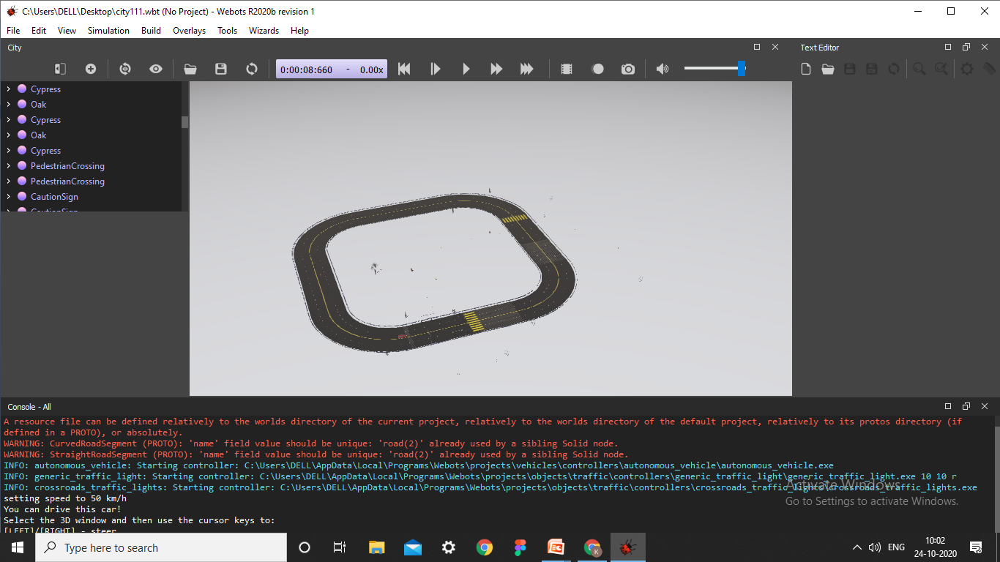 C:\Users\DELL\Desktop\city111.wbt (No Project) - Webots R2020b revision 1
File Edit View Simulation Build Overlays Tools Wizards Help
City
Text Editor
0:00:08:660 - 0.00x
Cypress
Oak
Cypress
Oak
Cypress
PedestrianCrossing
PedestrianCrossing
CautionSign
CautionSign
Console - All
A resource file can be defined relatively to the worlds directory of the current project, relatively to the worlds directory of the default project, relatively to its protos directory (if
defined in a PROTO), or absolutely.
WARNING: CurvedRoadSegment (PROTO): 'name' field value should be unique: 'road(2)' already used by a sibling Solid node.
WARNING: StraightRoadSegment (PROTO): 'name' field value should be unique: 'road(2)' already used by a sibling Solid node.
INFO: autonomous_vehicle: Starting controller: C:\Users\DELL\AppData\Local\Programs\Webots\projects\vehicles\controllers\autonomous_vehicle\autonomous_vehicle.exe
INFO: generic_traffic_light: Starting controller: C:\Users\DELL\AppData\Local\Programs\Webots\projects\objects\traffic\controllers\generic_traffic_light\generic_traffic_light.exe 10 10 r
INFO: crossroads_traffic_lights: Starting controller: C:\Users\DELL\AppData\Local\Programs\Webots\projects\objects\traffic\controllers\crossroads_traffic_lights\crossroads_traffic_lights.exe
setting speed to 50 km/h
You can drive this car!
Select the 3D window and then use the cursor keys to:
[LEFT]/[RIGHT] - steer
Activate Windows
Go to Settings to activate Windows.
Type here to search
K
ENG
10:02
24-10-2020